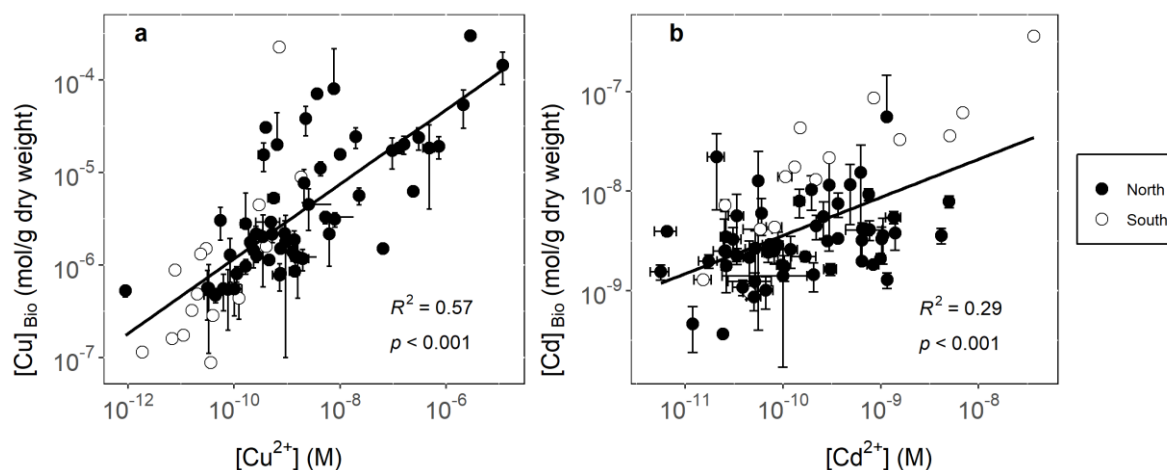 a
[Cu] Bio (mol/g dry weight)
10⁻⁴
10⁻⁵
10⁻⁶
10⁻⁷
R² = 0.57
p < 0.001
10⁻¹² 10⁻¹⁰ 10⁻⁸ 10⁻⁶
[Cu²⁺] (M)
b
[Cd] Bio (mol/g dry weight)
10⁻⁷
10⁻⁸
10⁻⁹
R² = 0.29
p < 0.001
10⁻¹¹ 10⁻¹⁰ 10⁻⁹ 10⁻⁸
[Cd²⁺] (M)
North
South